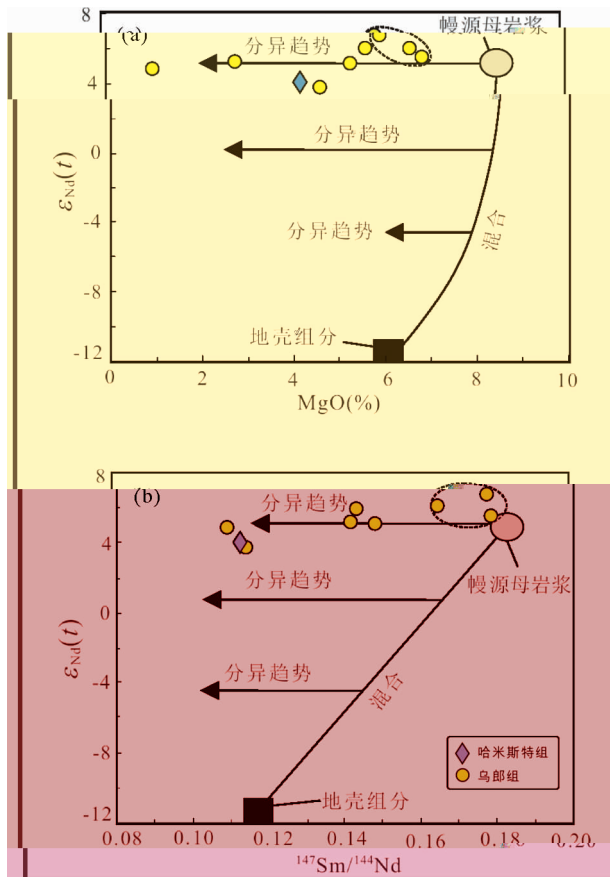 (a)
幔源母岩浆
8
分异趋势
4
分异趋势
0
分异趋势
混合
-4
-8
地壳组分
-12
εNd(t)
0 2 4 6 8 10
MgO(%)
8
(b)
分异趋势
4
幔源母岩浆
分异趋势
0
分异趋势
-4
混合
-8
哈米斯特组
乌郎组
地壳组分
-12
εNd(t)
0.08 0.10 0.12 0.14 0.16 0.18 0.20
¹⁴⁷Sm/¹⁴⁴Nd